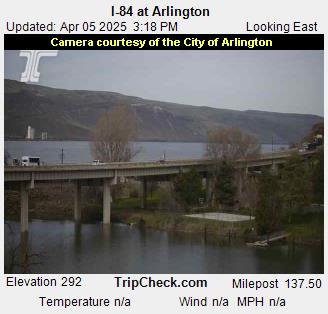 I-84 at Arlington
Updated: Apr 05 2025 3:18 PM Looking East
Camera courtesy of the City of Arlington
Elevation 292 TripCheck.com Milepost 137.50
Temperature n/a Wind n/a MPH n/a